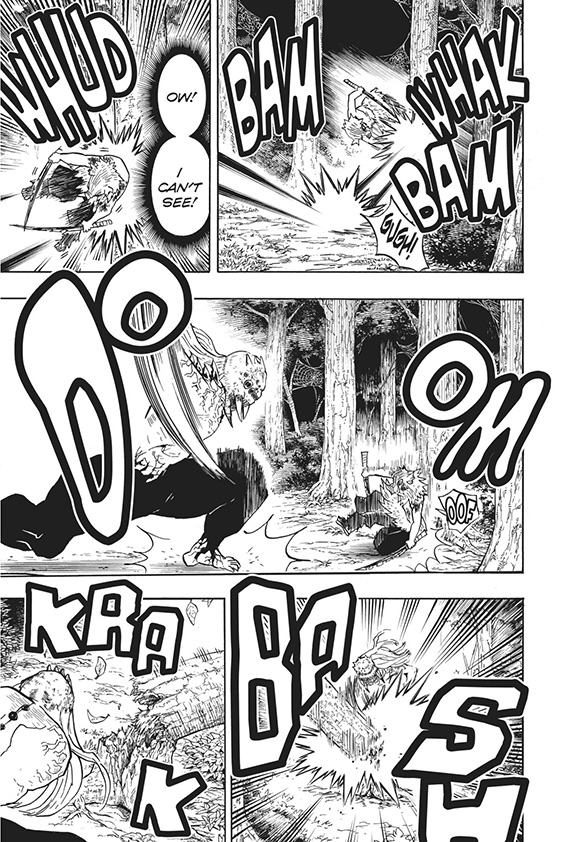 WHAK
BAM
BAM
GUGH!
OW!
I
CAN'T
SEE!
WHUD
DOOM
OOF
BASH
KRAK